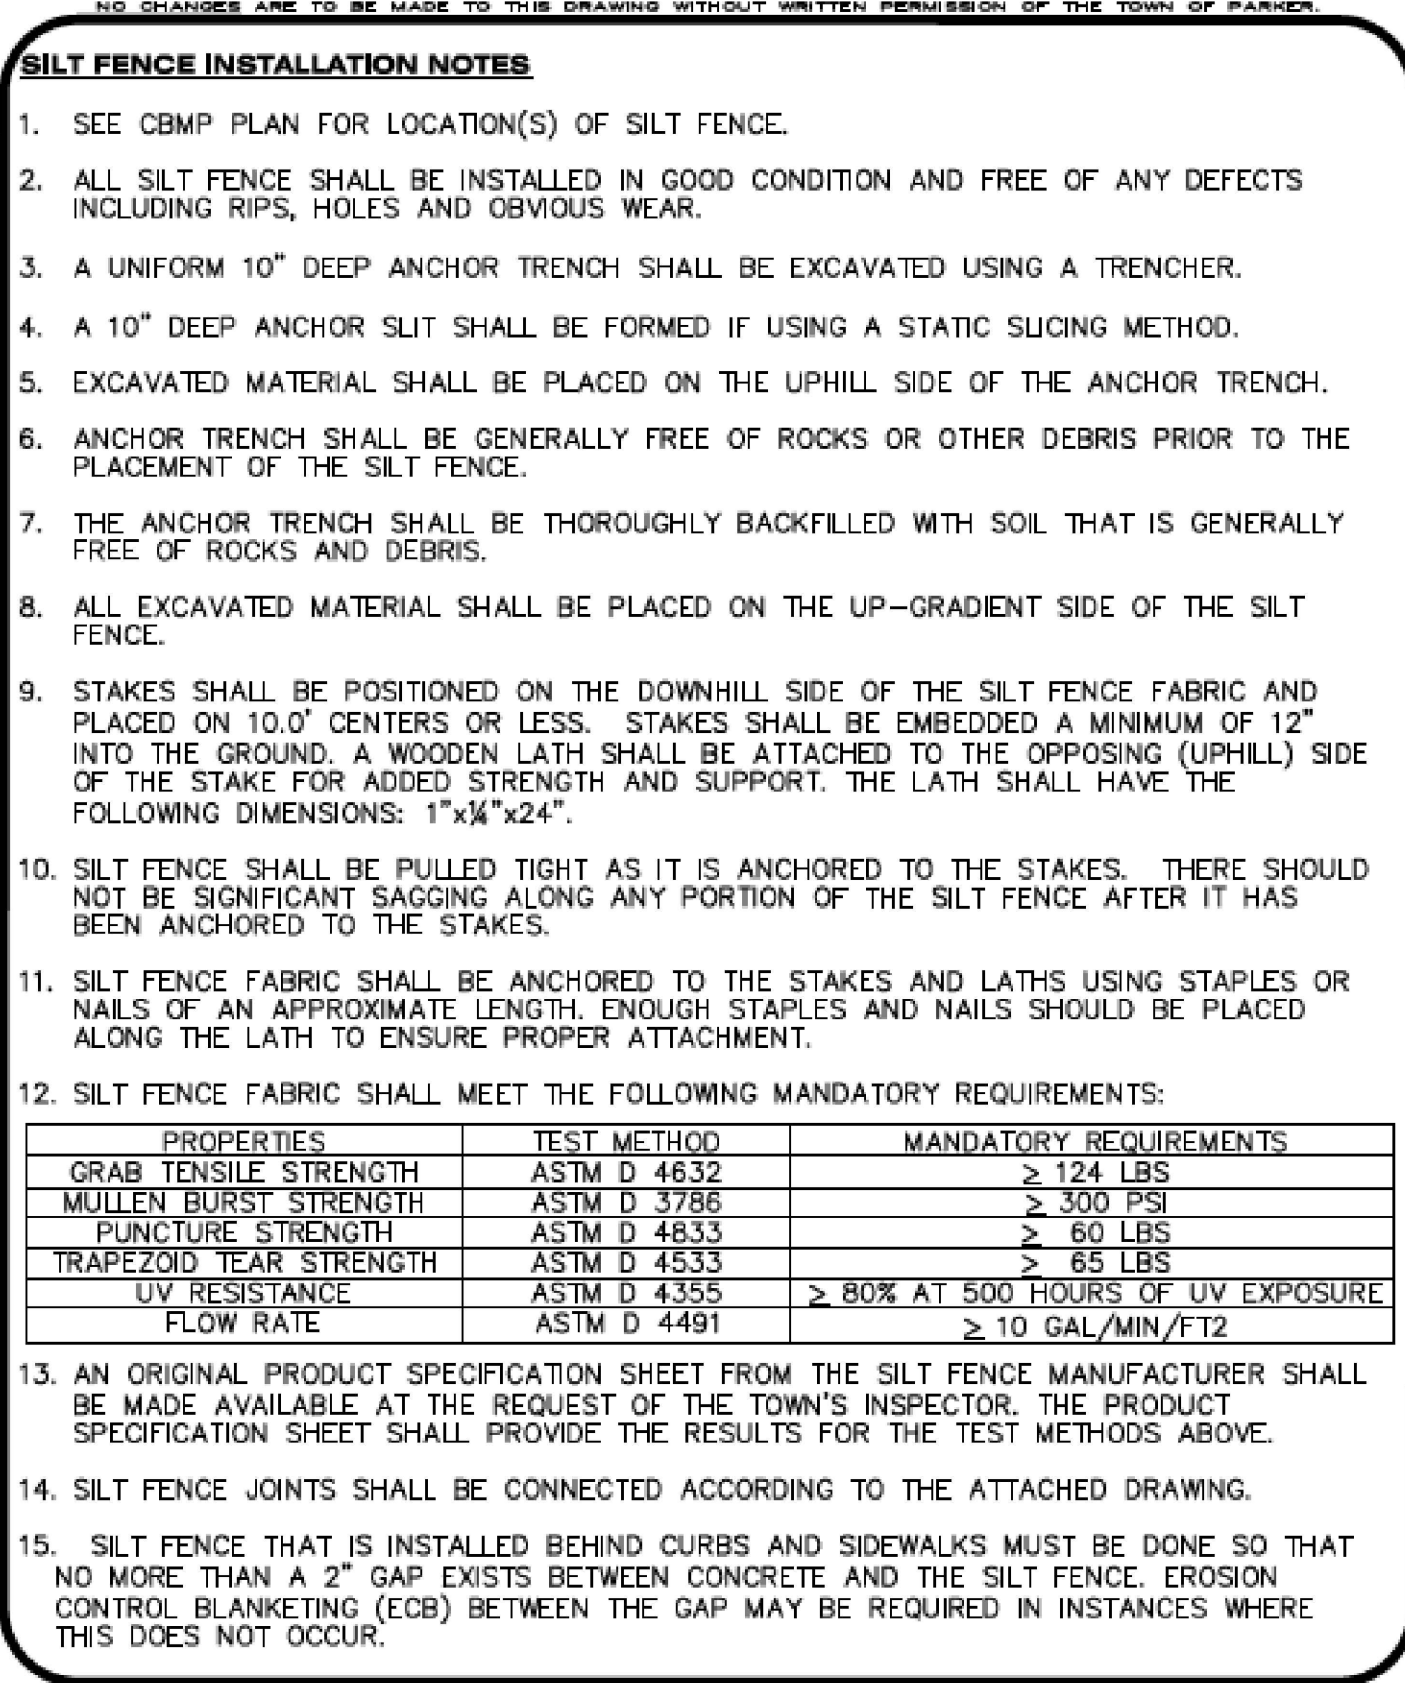 NO CHANGES ARE TO BE MADE TO THIS DRAWING WITHOUT WRITTEN PERMISSION OF THE TOWN OF PARKER.
SILT FENCE INSTALLATION NOTES
1. SEE CBMP PLAN FOR LOCATION(S) OF SILT FENCE.
2. ALL SILT FENCE SHALL BE INSTALLED IN GOOD CONDITION AND FREE OF ANY DEFECTS
INCLUDING RIPS, HOLES AND OBVIOUS WEAR.
3. A UNIFORM 10" DEEP ANCHOR TRENCH SHALL BE EXCAVATED USING A TRENCHER.
4. A 10" DEEP ANCHOR SLIT SHALL BE FORMED IF USING A STATIC SLICING METHOD.
5. EXCAVATED MATERIAL SHALL BE PLACED ON THE UPHILL SIDE OF THE ANCHOR TRENCH.
6. ANCHOR TRENCH SHALL BE GENERALLY FREE OF ROCKS OR OTHER DEBRIS PRIOR TO THE
PLACEMENT OF THE SILT FENCE.
7. THE ANCHOR TRENCH SHALL BE THOROUGHLY BACKFILLED WITH SOIL THAT IS GENERALLY
FREE OF ROCKS AND DEBRIS.
8. ALL EXCAVATED MATERIAL SHALL BE PLACED ON THE UP-GRADIENT SIDE OF THE SILT
FENCE.
9. STAKES SHALL BE POSITIONED ON THE DOWNHILL SIDE OF THE SILT FENCE FABRIC AND
PLACED ON 10.0' CENTERS OR LESS. STAKES SHALL BE EMBEDDED A MINIMUM OF 12"
INTO THE GROUND. A WOODEN LATH SHALL BE ATTACHED TO THE OPPOSING (UPHILL) SIDE
OF THE STAKE FOR ADDED STRENGTH AND SUPPORT. THE LATH SHALL HAVE THE
FOLLOWING DIMENSIONS: 1"x¼"x24".
10. SILT FENCE SHALL BE PULLED TIGHT AS IT IS ANCHORED TO THE STAKES. THERE SHOULD
NOT BE SIGNIFICANT SAGGING ALONG ANY PORTION OF THE SILT FENCE AFTER IT HAS
BEEN ANCHORED TO THE STAKES.
11. SILT FENCE FABRIC SHALL BE ANCHORED TO THE STAKES AND LATHS USING STAPLES OR
NAILS OF AN APPROXIMATE LENGTH. ENOUGH STAPLES AND NAILS SHOULD BE PLACED
ALONG THE LATH TO ENSURE PROPER ATTACHMENT.
12. SILT FENCE FABRIC SHALL MEET THE FOLLOWING MANDATORY REQUIREMENTS:
PROPERTIES TEST METHOD MANDATORY REQUIREMENTS
GRAB TENSILE STRENGTH ASTM D 4632 ≥ 124 LBS
MULLEN BURST STRENGTH ASTM D 3786 ≥ 300 PSI
PUNCTURE STRENGTH ASTM D 4833 ≥ 60 LBS
TRAPEZOID TEAR STRENGTH ASTM D 4533 ≥ 65 LBS
UV RESISTANCE ASTM D 4355 ≥ 80% AT 500 HOURS OF UV EXPOSURE
FLOW RATE ASTM D 4491 ≥ 10 GAL/MIN/FT2
13. AN ORIGINAL PRODUCT SPECIFICATION SHEET FROM THE SILT FENCE MANUFACTURER SHALL
BE MADE AVAILABLE AT THE REQUEST OF THE TOWN'S INSPECTOR. THE PRODUCT
SPECIFICATION SHEET SHALL PROVIDE THE RESULTS FOR THE TEST METHODS ABOVE.
14. SILT FENCE JOINTS SHALL BE CONNECTED ACCORDING TO THE ATTACHED DRAWING.
15. SILT FENCE THAT IS INSTALLED BEHIND CURBS AND SIDEWALKS MUST BE DONE SO THAT
NO MORE THAN A 2" GAP EXISTS BETWEEN CONCRETE AND THE SILT FENCE. EROSION
CONTROL BLANKETING (ECB) BETWEEN THE GAP MAY BE REQUIRED IN INSTANCES WHERE
THIS DOES NOT OCCUR.